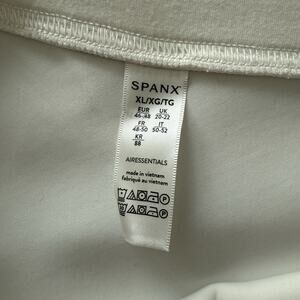 SPANX
XL/XG/TG
EUR UK
46-48 20-22
FR IT
48-50 50-52
KR
88
AIRESSENTIALS
made in vietnam
fabriqué au vietnam